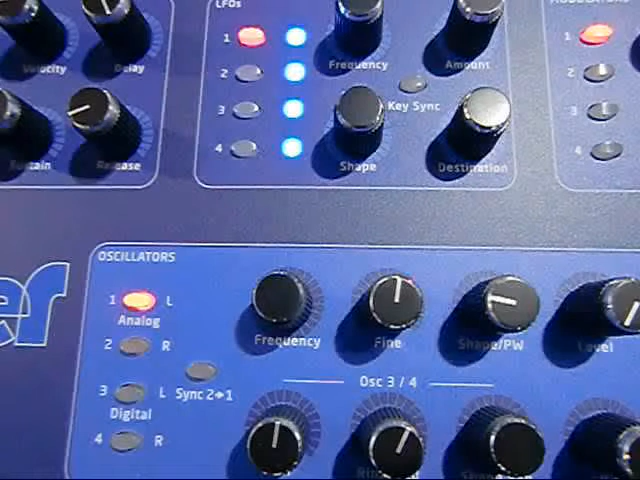 LFOs
1
2
3
4
Frequency
Amount
Key Sync
Shape
Destination
Velocity
Delay
Sustain
Release
1
2
3
4
OSCILLATORS
1 L
Analog
2 R
3 L
Digital
4 R
Sync 2➔1
Frequency
Fine
Shape/PW
Level
Osc 3 / 4